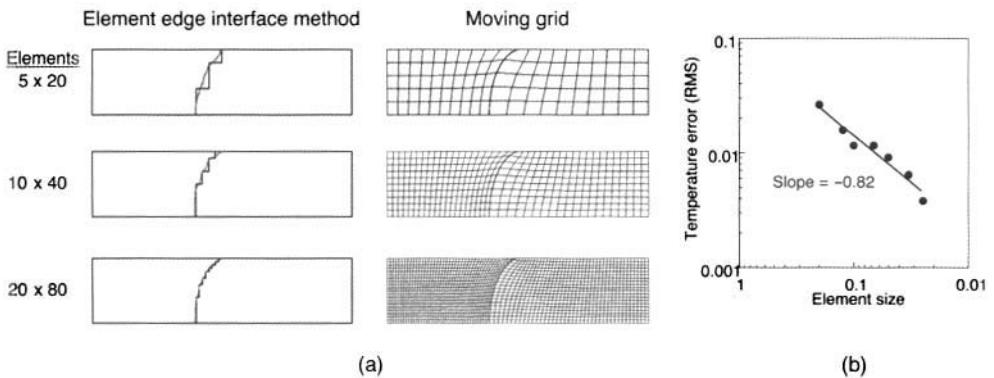 Element edge interface method
Moving grid
Elements
5 x 20
10 x 40
20 x 80
(a)
0.1
0.01
0.001
Temperature error (RMS)
Slope = –0.82
1
0.1
0.01
Element size
(b)